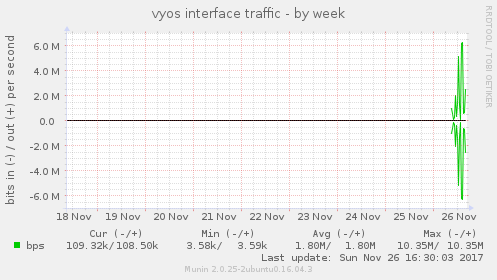 vyos interface traffic - by week
RRDTOOL / TOBI OETIKER
bits in (-) / out (+) per second
6.0 M
4.0 M
2.0 M
0.0
-2.0 M
-4.0 M
-6.0 M
18 Nov 19 Nov 20 Nov 21 Nov 22 Nov 23 Nov 24 Nov 25 Nov 26 Nov
Cur (-/+) Min (-/+) Avg (-/+) Max (-/+)
bps 109.32k/108.50k 3.58k/ 3.59k 1.80M/ 1.80M 10.35M/ 10.35M
Last update: Sun Nov 26 16:30:03 2017
Munin 2.0.25-2ubuntu0.16.04.3